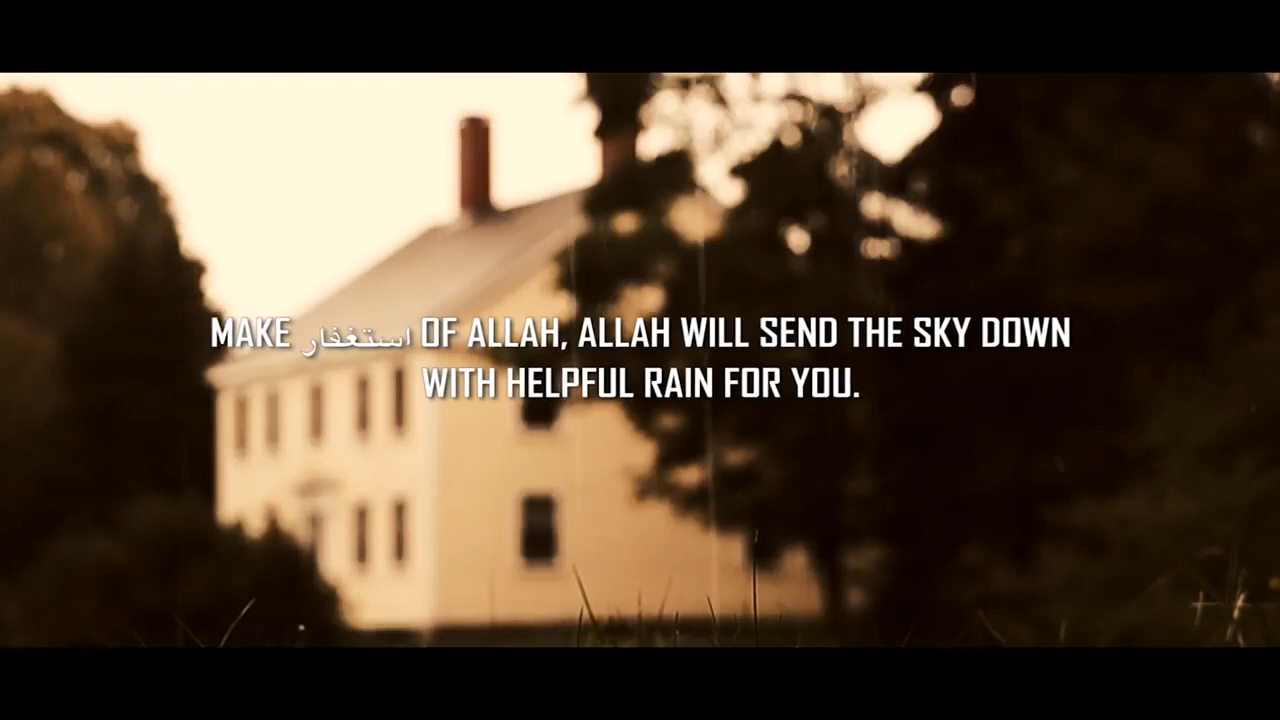 MAKE استغفار OF ALLAH, ALLAH WILL SEND THE SKY DOWN
WITH HELPFUL RAIN FOR YOU.